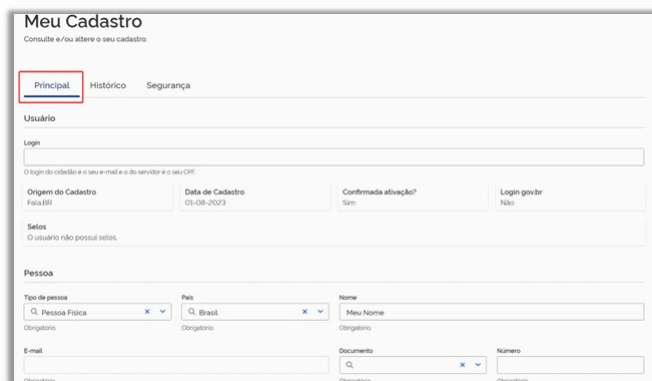 Meu Cadastro
Consulte e/ou altere o seu cadastro.
Principal Histórico Segurança
Usuário
Login
O login do cidadão é o seu e-mail e o do servidor é o seu CPF.
Origem do Cadastro Data de Cadastro Confirmada ativação? Login gov.br
Fala.BR 01-08-2023 Sim Não
Selos
O usuário não possui selos.
Pessoa
Tipo de pessoa País Nome
Pessoa Física Brasil Meu Nome
Obrigatório. Obrigatório. Obrigatório.
E-mail Documento Número
Obrigatório. Obrigatório. Obrigatório.